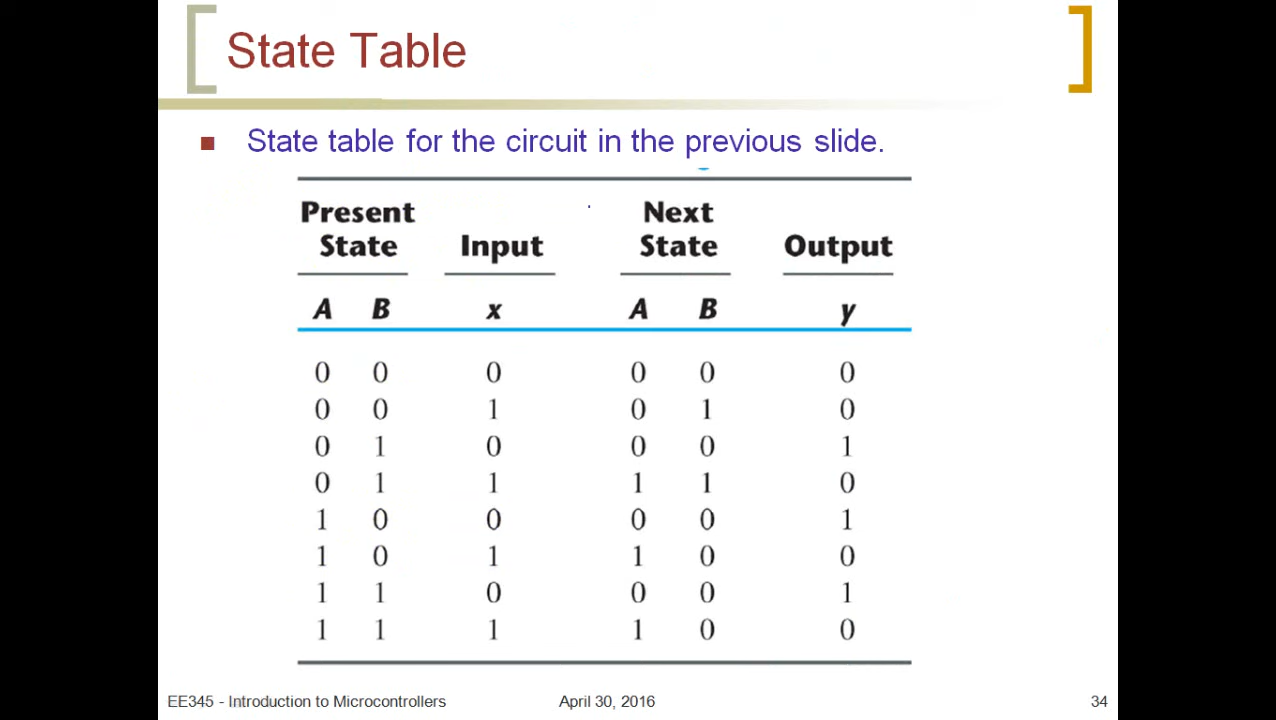 State Table
State table for the circuit in the previous slide.
Present Next
State Input State Output
A B x A B y
0 0 0 0 0 0
0 0 1 0 1 0
0 1 0 0 0 1
0 1 1 1 1 0
1 0 0 0 0 1
1 0 1 1 0 0
1 1 0 0 0 1
1 1 1 1 0 0
EE345 - Introduction to Microcontrollers April 30, 2016 34